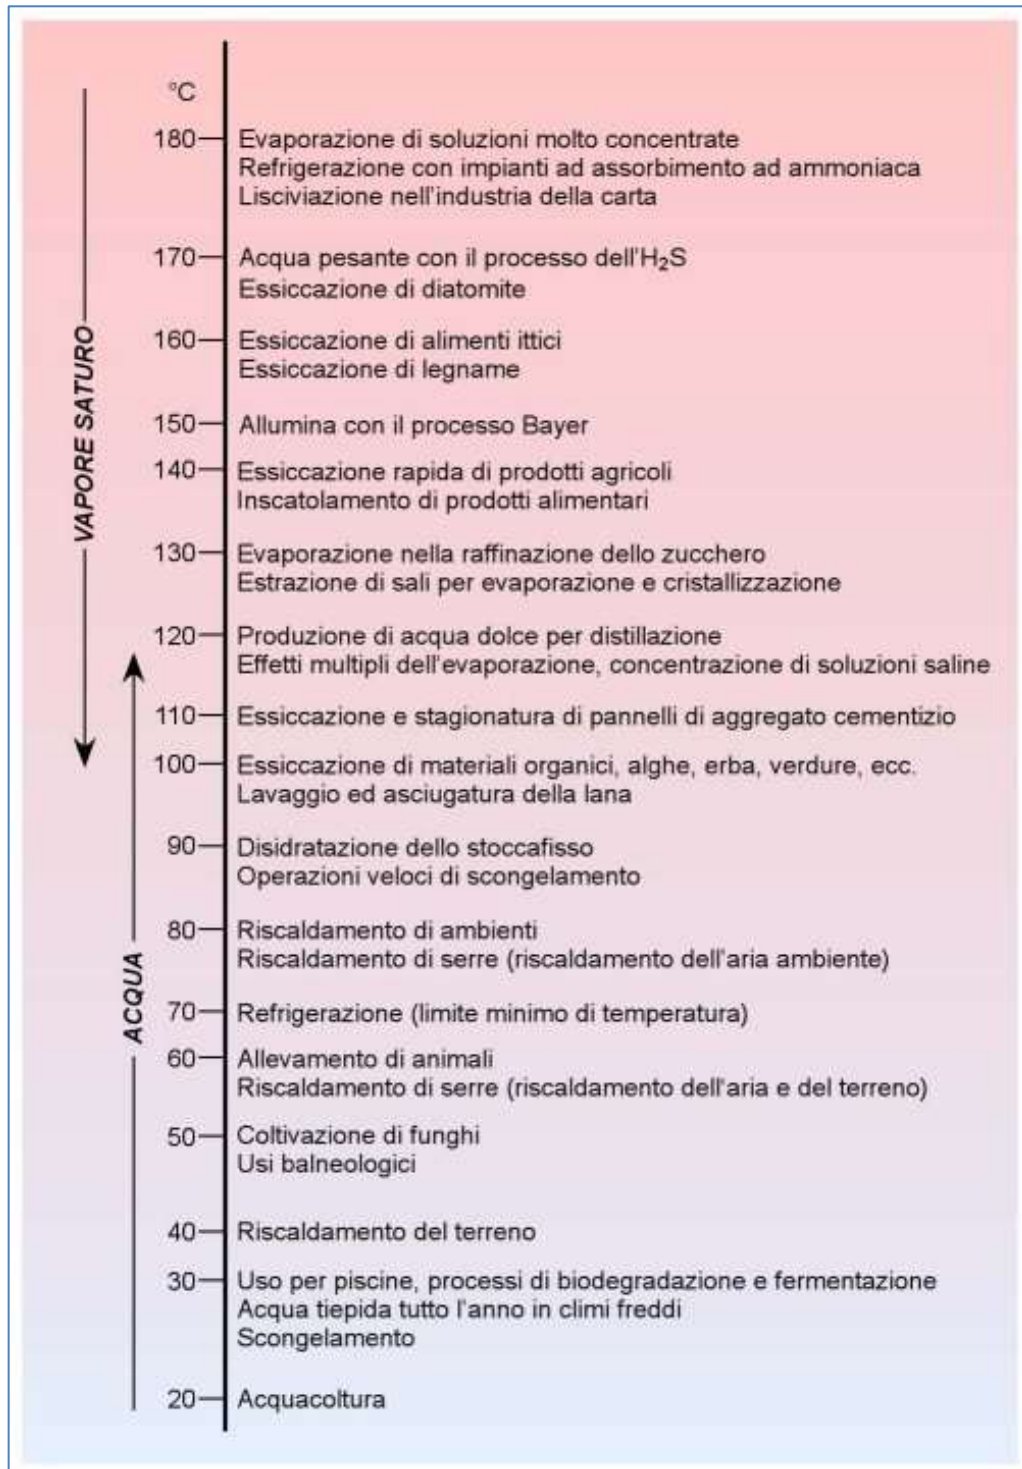 °C
180 Evaporazione di soluzioni molto concentrate
Refrigerazione con impianti ad assorbimento ad ammoniaca
Lisciviazione nell'industria della carta
170 Acqua pesante con il processo dell'H₂S
Essiccazione di diatomite
160 Essiccazione di alimenti ittici
Essiccazione di legname
150 Allumina con il processo Bayer
140 Essiccazione rapida di prodotti agricoli
Inscatolamento di prodotti alimentari
130 Evaporazione nella raffinazione dello zucchero
Estrazione di sali per evaporazione e cristallizzazione
120 Produzione di acqua dolce per distillazione
Effetti multipli dell'evaporazione, concentrazione di soluzioni saline
110 Essiccazione e stagionatura di pannelli di aggregato cementizio
100 Essiccazione di materiali organici, alghe, erba, verdure, ecc.
Lavaggio ed asciugatura della lana
90 Disidratazione dello stoccafisso
Operazioni veloci di scongelamento
80 Riscaldamento di ambienti
Riscaldamento di serre (riscaldamento dell'aria ambiente)
70 Refrigerazione (limite minimo di temperatura)
60 Allevamento di animali
Riscaldamento di serre (riscaldamento dell'aria e del terreno)
50 Coltivazione di funghi
Usi balneologici
40 Riscaldamento del terreno
30 Uso per piscine, processi di biodegradazione e fermentazione
Acqua tiepida tutto l'anno in climi freddi
Scongelamento
20 Acquacoltura
VAPORE SATURO
ACQUA